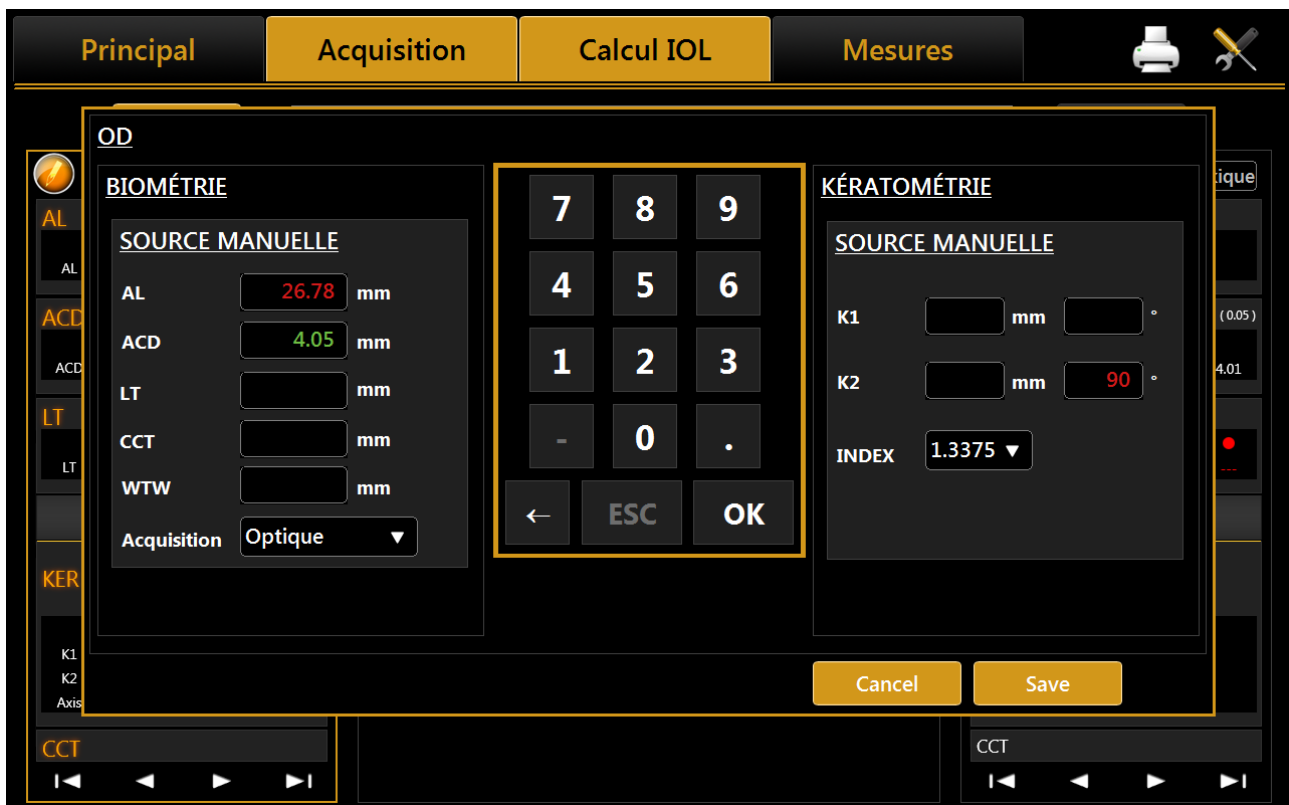 Principal Acquisition Calcul IOL Mesures
OD
BIOMÉTRIE
SOURCE MANUELLE
AL 26.78 mm
ACD 4.05 mm
LT mm
CCT mm
WTW mm
Acquisition Optique ▼
7 8 9
4 5 6
1 2 3
- 0 .
← ESC OK
KÉRATOMÉTRIE
SOURCE MANUELLE
K1 mm °
K2 mm 90 °
INDEX 1.3375 ▼
Cancel Save
AL
AL
ACD
ACD
LT
LT
KER
K1
K2
Axis
CCT
ique
( 0.05 )
4.01
---
CCT